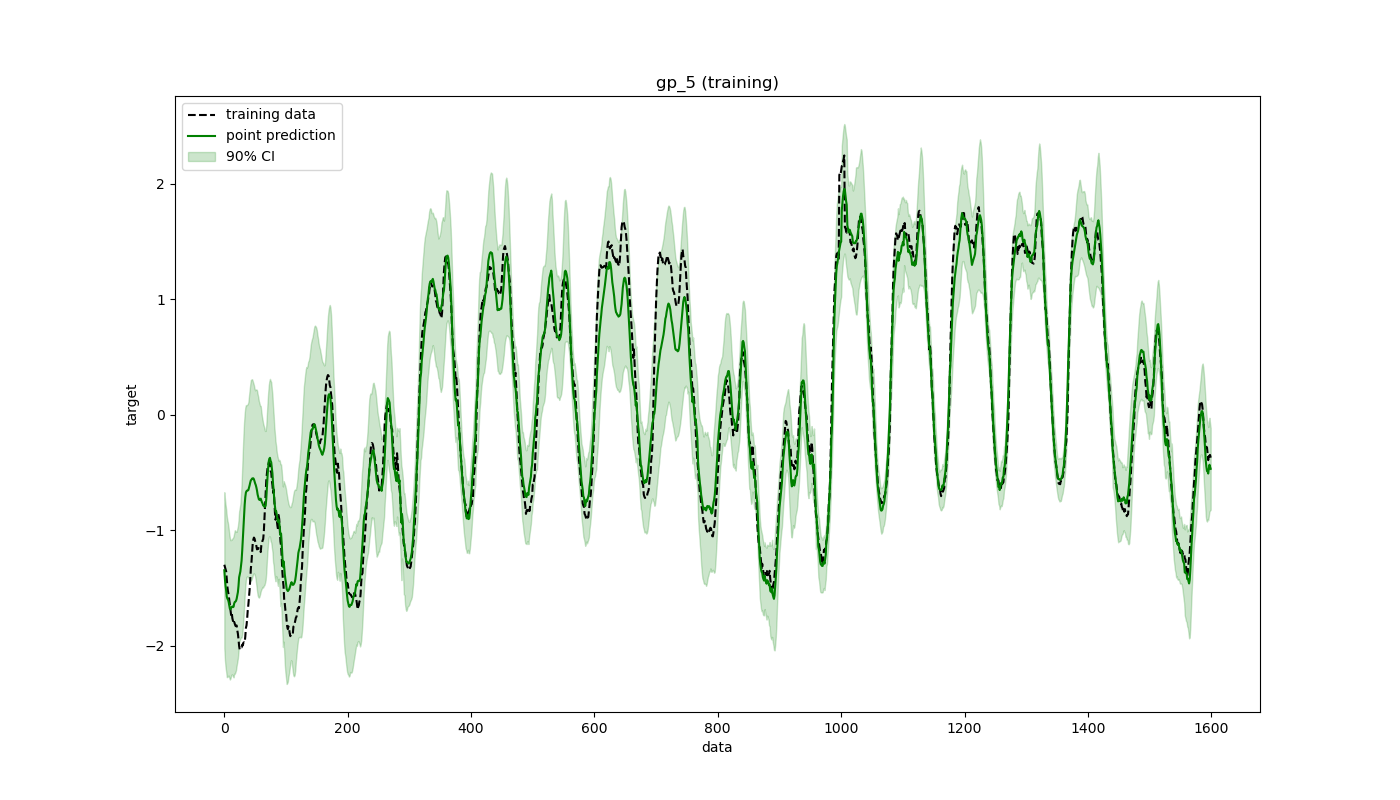 gp_5 (training)
training data
point prediction
90% CI
target
2
1
0
−1
−2
0 200 400 600 800 1000 1200 1400 1600
data